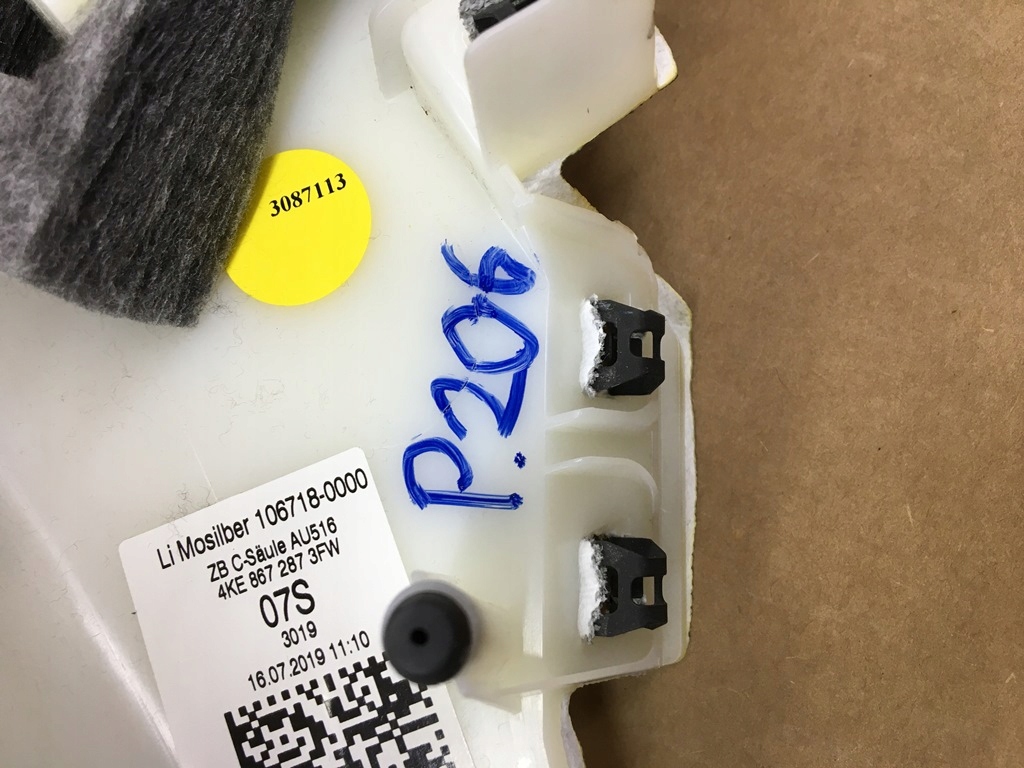 3087113
P.206
Li Mosilber 106718-0000
ZB C-Säule AU516
4KE 867 287 3FW
07S
3019
16.07.2019 11:10